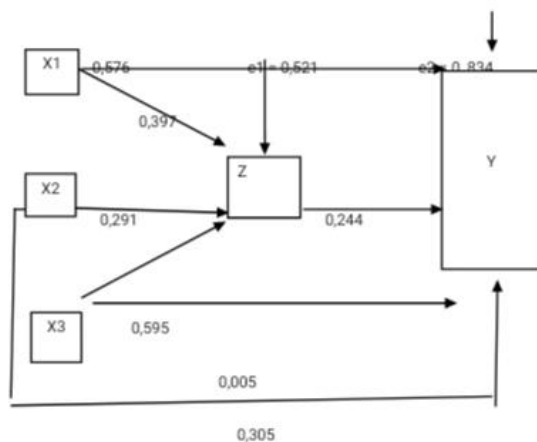 X1
0,576
e1 = 0,521
e2 = 0.834
0,397
X2
Z
Y
0,291
0,244
X3
0,595
0,005
0,305